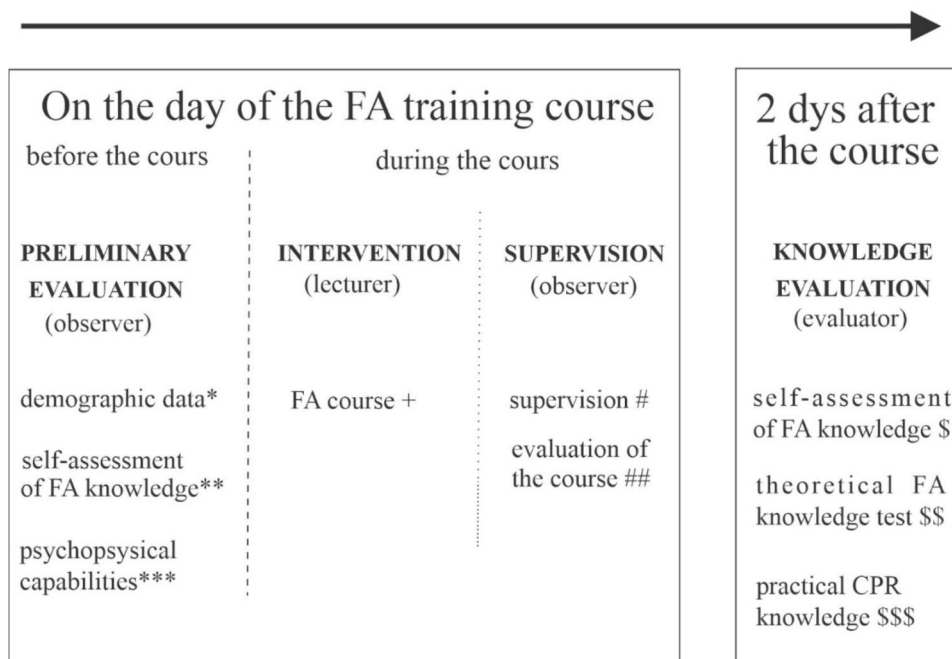 On the day of the FA training course
before the cours
during the cours
PRELIMINARY
EVALUATION
(observer)
demographic data*
self-assessment
of FA knowledge**
psychopsysical
capabilities***
INTERVENTION
(lecturer)
FA course +
SUPERVISION
(observer)
supervision #
evaluation of
the course ##
2 dys after
the course
KNOWLEDGE
EVALUATION
(evaluator)
self-assessment
of FA knowledge $
theoretical FA
knowledge test $$
practical CPR
knowledge $$$